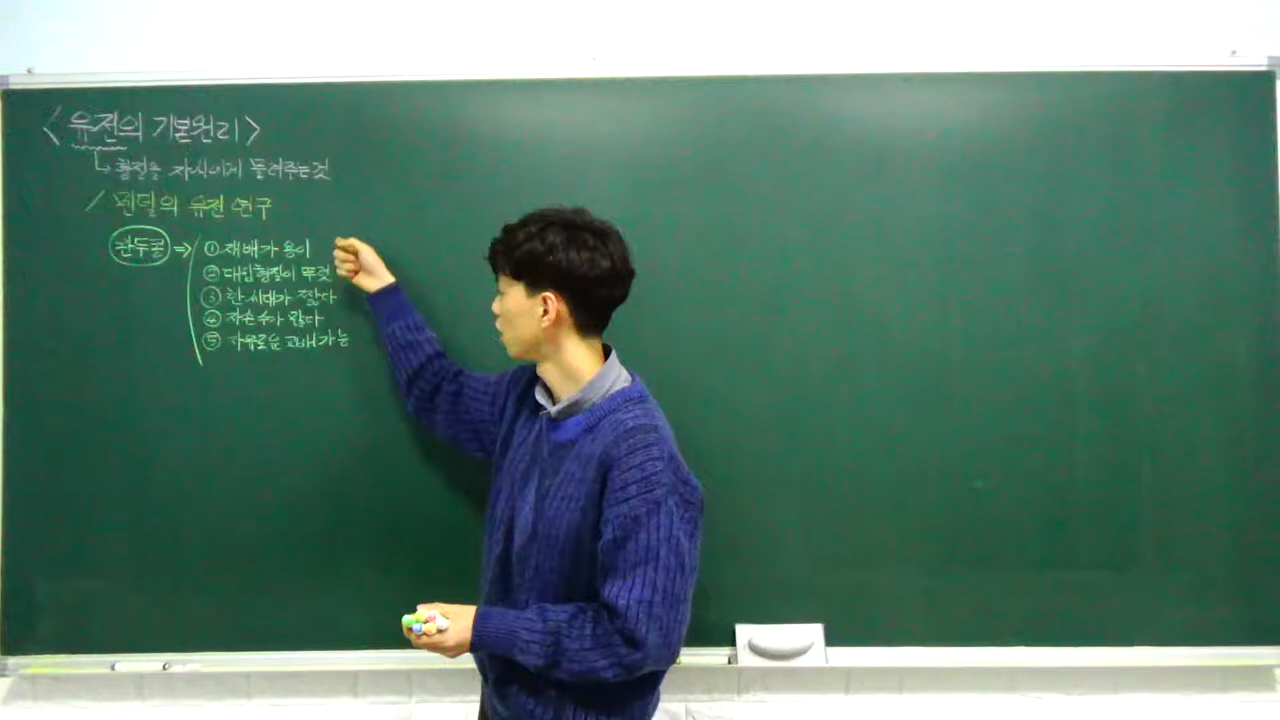 <유전의 기본원리>
↳ 형질을 자식에게 물려주는 것
/ 멘델의 유전 연구
완두콩 ⇒ ① 재배가 용이
② 대립형질이 뚜렷
③ 한 세대가 짧다
④ 자손 수가 많다
⑤ 자유로운 교배 가능